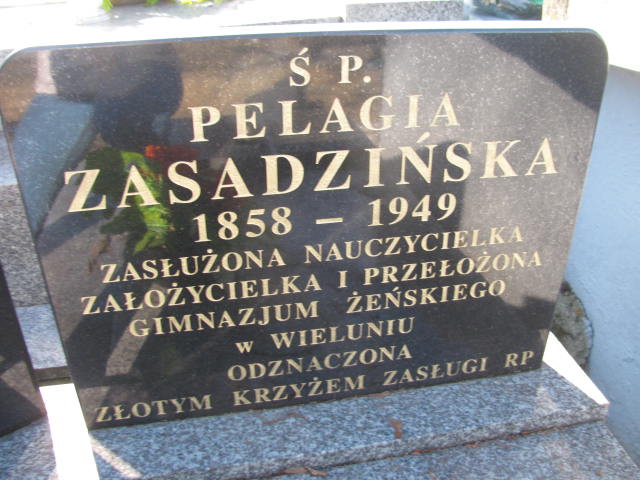 Ś P.
PELAGIA
ZASADZIŃSKA
1858 – 1949
ZASŁUŻONA NAUCZYCIELKA
ZAŁOŻYCIELKA I PRZEŁOŻONA
GIMNAZJUM ŻEŃSKIEGO
W WIELUNIU
ODZNACZONA
ZŁOTYM KRZYŻEM ZASŁUGI RP